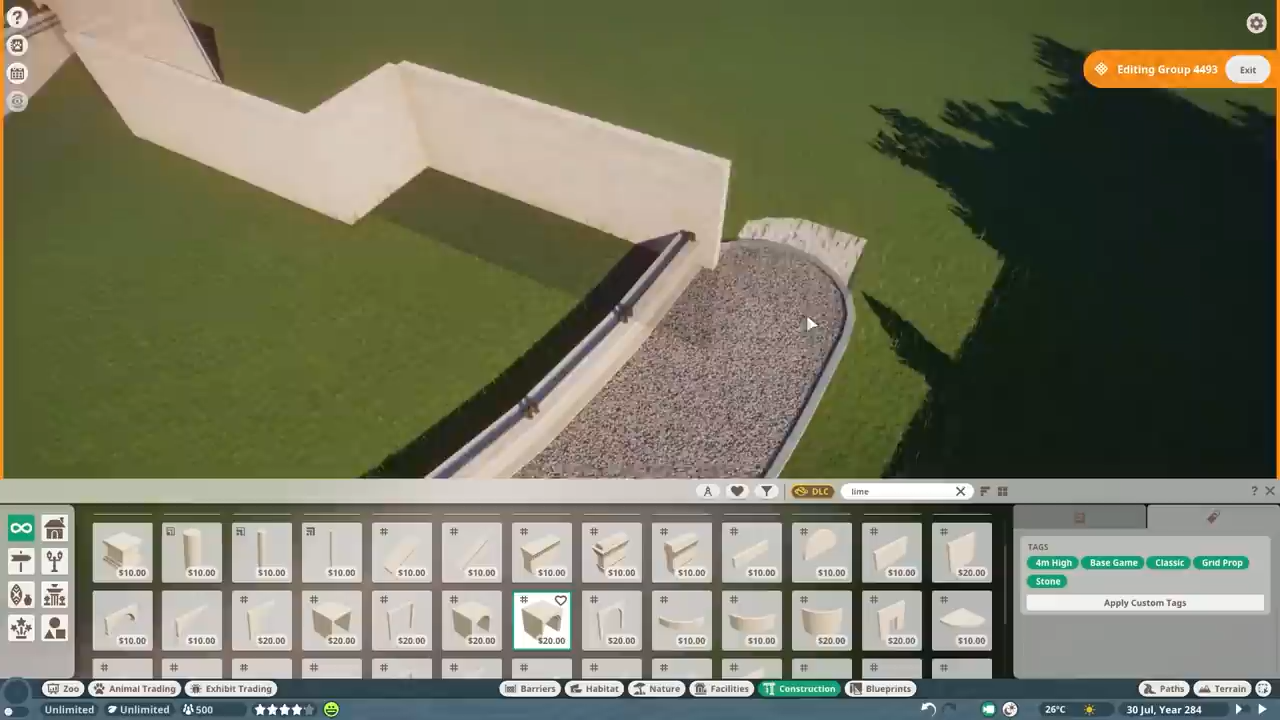 ?
Editing Group 4493 Exit
DLC lime ?
$10.00 $10.00 $10.00 $10.00 $10.00 $10.00 $10.00 $10.00 $10.00 $10.00 $10.00 $10.00 $20.00
$10.00 $10.00 $20.00 $20.00 $20.00 $20.00 $20.00 $20.00 $10.00 $10.00 $20.00 $20.00 $10.00
TAGS
4m High Base Game Classic Grid Prop
Stone
Apply Custom Tags
Zoo Animal Trading Exhibit Trading Barriers Habitat Nature Facilities Construction Blueprints Paths Terrain
Unlimited Unlimited 500 26°C 30 Jul, Year 284